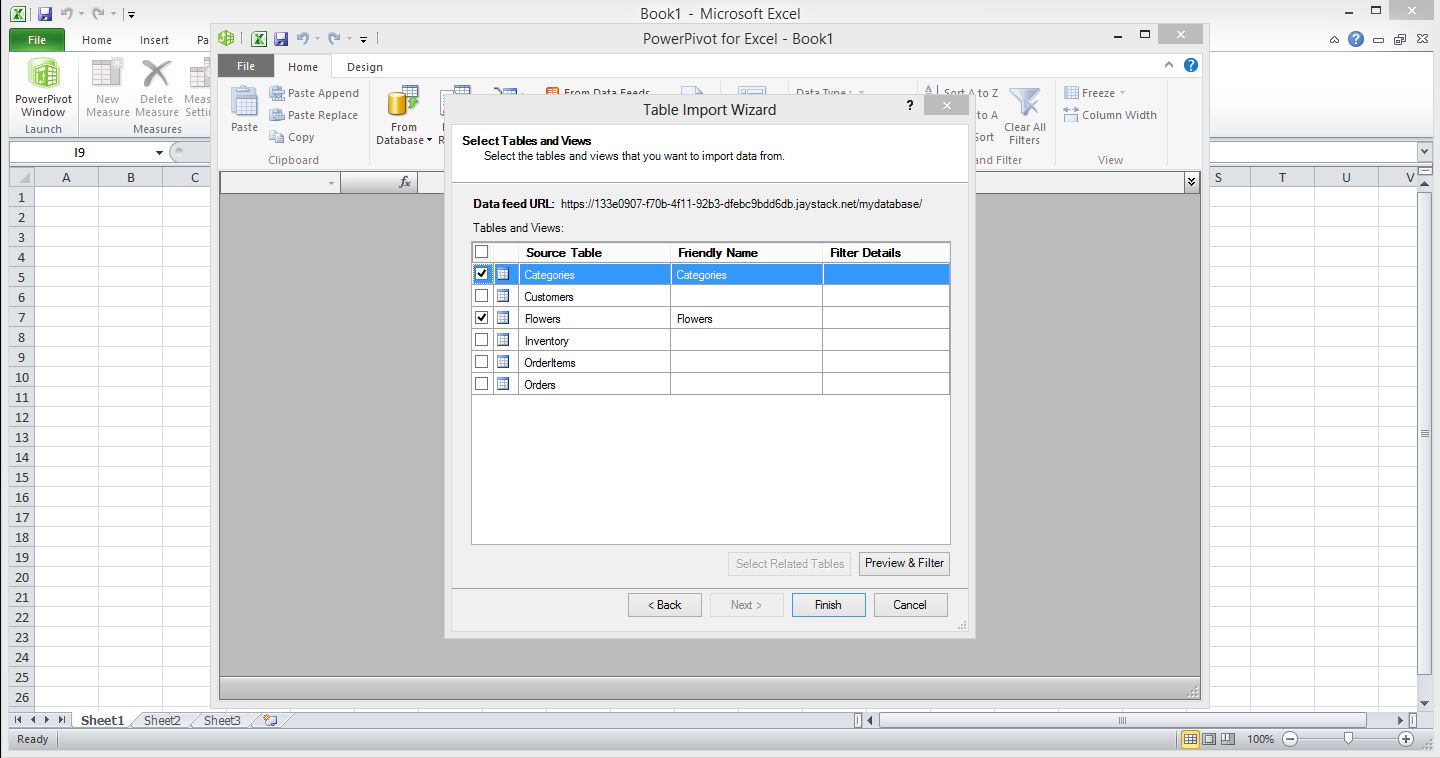 Book1 - Microsoft Excel
File Home Insert Pa
PowerPivot Window
New Measure
Delete Measure
Launch
Measures
I9
A B C S T U V
1
2
3
4
5
6
7
8
9
10
11
12
13
14
15
16
17
18
19
20
21
22
23
24
25
26
PowerPivot for Excel - Book1
File Home Design
Paste
Paste Append
Paste Replace
Copy
Clipboard
From Database
From Data Feeds
Data Type :
Sort A to Z
to A
Sort
Clear All Filters
and Filter
Freeze
Column Width
View
fx
Table Import Wizard
?
Select Tables and Views
Select the tables and views that you want to import data from.
Data feed URL: https://133e0907-f70b-4f11-92b3-dfebc9bdd6db.jaystack.net/mydatabase/
Tables and Views:
Source Table Friendly Name Filter Details
Categories Categories
Customers
Flowers Flowers
Inventory
OrderItems
Orders
Select Related Tables Preview & Filter
< Back Next > Finish Cancel
Sheet1 Sheet2 Sheet3
Ready 100%